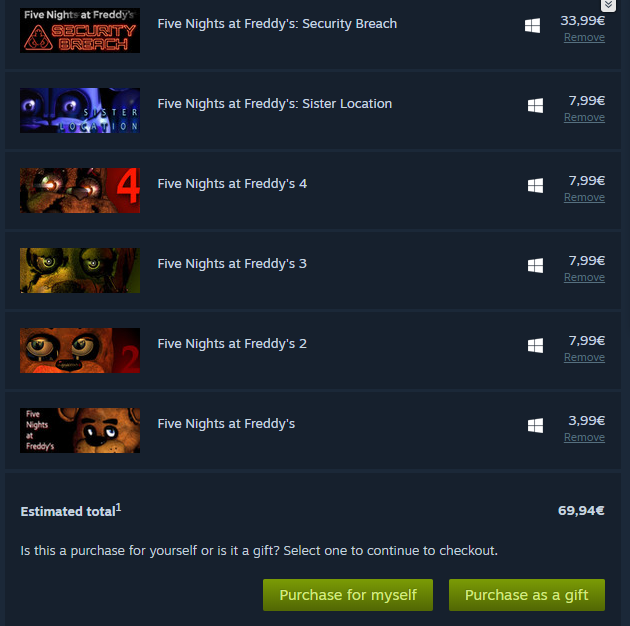 Five Nights at Freddy's
SECURITY
BREACH
Five Nights at Freddy's: Security Breach
33,99€
Remove
SISTER
LOCATION
Five Nights at Freddy's: Sister Location
7,99€
Remove
4
Five Nights at Freddy's 4
7,99€
Remove
Five Nights at Freddy's 3
7,99€
Remove
2
Five Nights at Freddy's 2
7,99€
Remove
Five
Nights
at
Freddy's
Five Nights at Freddy's
3,99€
Remove
Estimated total1
69,94€
Is this a purchase for yourself or is it a gift? Select one to continue to checkout.
Purchase for myself
Purchase as a gift